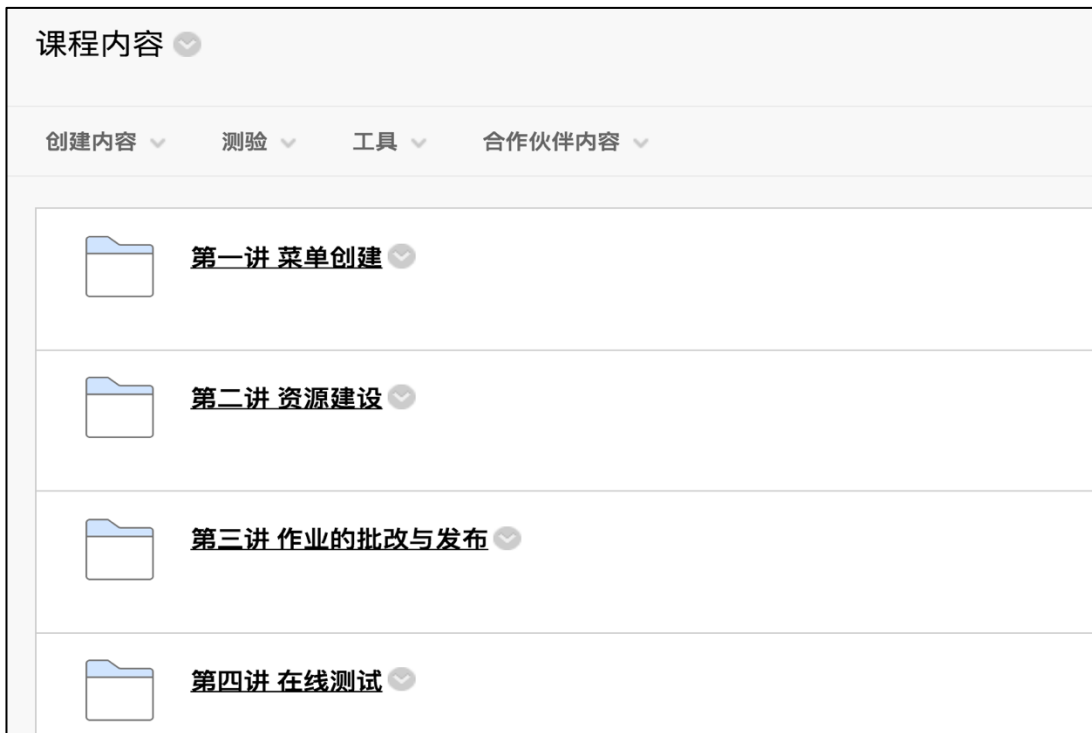 课程内容
创建内容 测验 工具 合作伙伴内容
第一讲 菜单创建
第二讲 资源建设
第三讲 作业的批改与发布
第四讲 在线测试